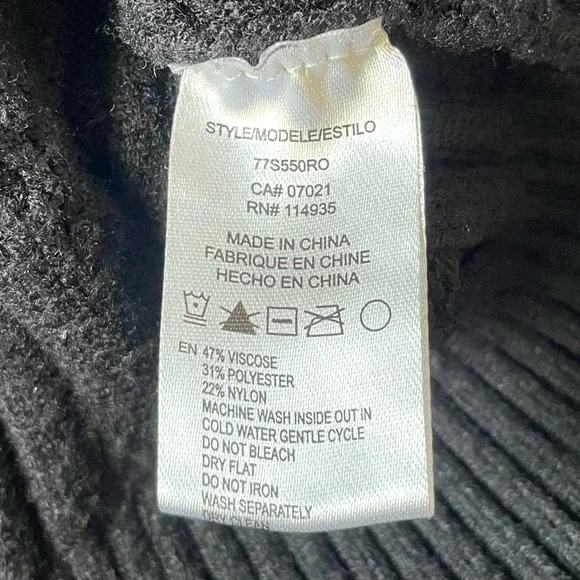 STYLE/MODELE/ESTILO
77S550RO
CA# 07021
RN# 114935
MADE IN CHINA
FABRIQUE EN CHINE
HECHO EN CHINA
EN 47% VISCOSE
31% POLYESTER
22% NYLON
MACHINE WASH INSIDE OUT IN
COLD WATER GENTLE CYCLE
DO NOT BLEACH
DRY FLAT
DO NOT IRON
WASH SEPARATELY
DRY CLEAN